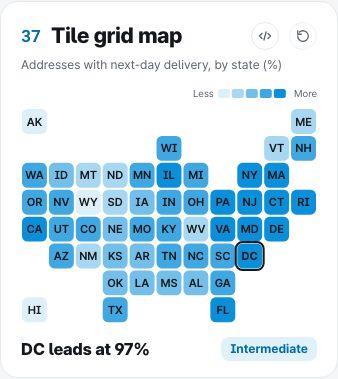 37 Tile grid map </>
Addresses with next-day delivery, by state (%)
Less More
AK ME
WI VT NH
WA ID MT ND MN IL MI NY MA
OR NV WY SD IA IN OH PA NJ CT RI
CA UT CO NE MO KY WV VA MD DE
AZ NM KS AR TN NC SC DC
OK LA MS AL GA
HI TX FL
DC leads at 97% Intermediate